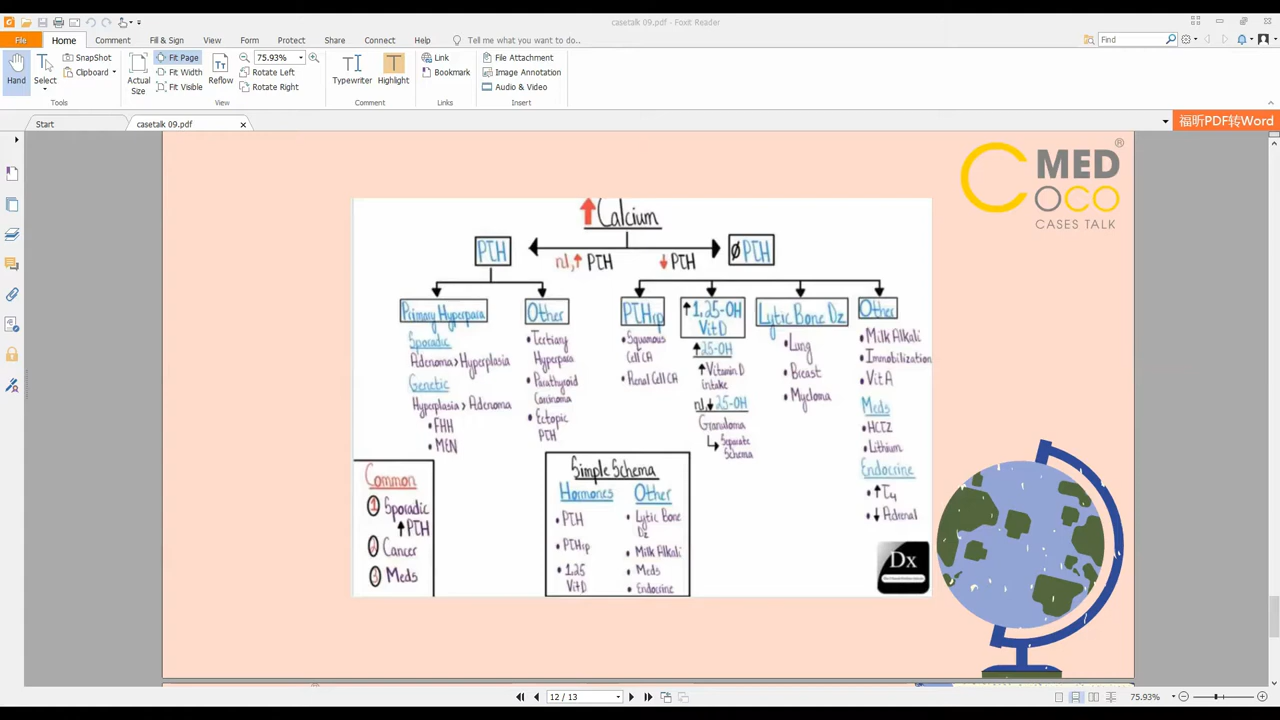 casetalk 09.pdf - Foxit Reader
File Home Comment Fill & Sign View Form Protect Share Connect Help Tell me what you want to do.. Find
Hand
Select
SnapShot
Clipboard
Actual Size
Fit Page
Fit Width
Fit Visible
Reflow
75.93%
Rotate Left
Rotate Right
Typewriter
Highlight
Link
Bookmark
File Attachment
Image Annotation
Audio & Video
Tools View Comment Links Insert
Start casetalk 09.pdf
福昕PDF转Word
MED ®
OCO
CASES TALK
↑ Calcium
PTH
nl, ↑ PTH
↓ PTH
Ø PTH
Primary Hyperpara
Sporadic
Adenoma > Hyperplasia
Genetic
Hyperplasia > Adenoma
• FHH
• MEN
Other
• Tertiary
Hyperpara
• Parathyroid
Carcinoma
• Ectopic
PTH
PTHrp
• Squamous
Cell CA
• Renal Cell CA
↑ 1,25-OH
Vit D
↑ 25-OH
↑ Vitamin D
intake
nl, ↓ 25-OH
Granuloma
↳ Separate
Schema
Lytic Bone Dz
• Lung
• Breast
• Myeloma
Other
• Milk Alkali
• Immobilization
• Vit A
Meds
• HCTZ
• Lithium
Endocrine
• ↑ T4
• ↓ Adrenal
Common
① Sporadic
↑ PTH
② Cancer
③ Meds
Simple Schema
Hormones
• PTH
• PTHrp
• 1,25
Vit D
Other
• Lytic Bone
Dz
• Milk Alkali
• Meds
• Endocrine
Dx
12 / 13
75.93%